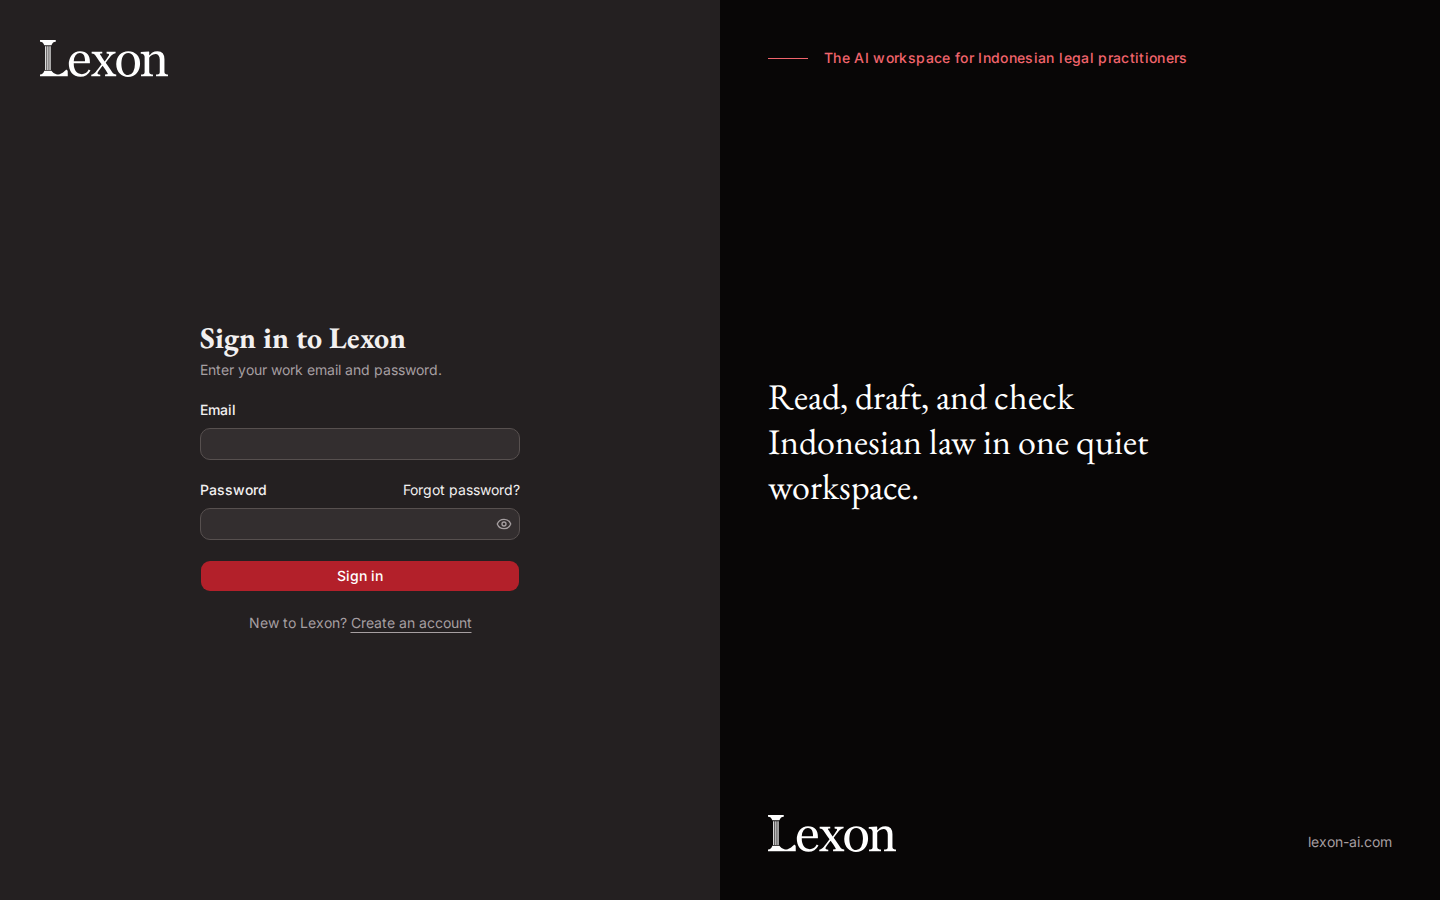 Lexon
Sign in to Lexon
Enter your work email and password.
Email
Password
Forgot password?
Sign in
New to Lexon? Create an account
The AI workspace for Indonesian legal practitioners
Read, draft, and check
Indonesian law in one quiet
workspace.
Lexon
lexon-ai.com